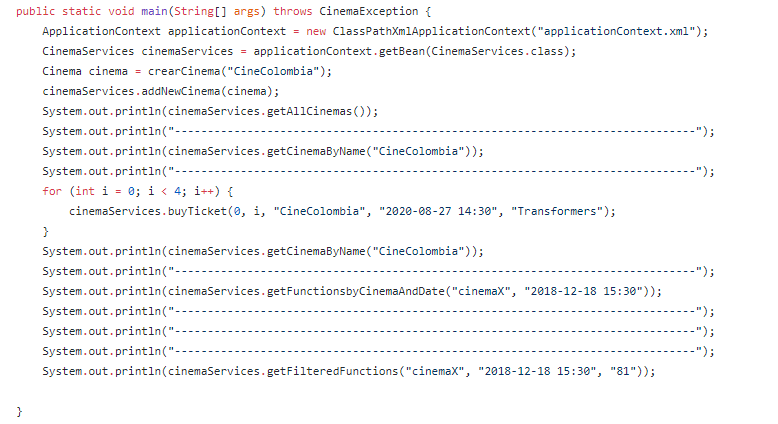 public static void main(String[] args) throws CinemaException {
    ApplicationContext applicationContext = new ClassPathXmlApplicationContext("applicationContext.xml");
    CinemaServices cinemaServices = applicationContext.getBean(CinemaServices.class);
    Cinema cinema = crearCinema("CineColombia");
    cinemaServices.addNewCinema(cinema);
    System.out.println(cinemaServices.getAllCinemas());
    System.out.println("------------------------------------------------------------------------------");
    System.out.println(cinemaServices.getCinemaByName("CineColombia"));
    System.out.println("------------------------------------------------------------------------------");
    for (int i = 0; i < 4; i++) {
        cinemaServices.buyTicket(0, i, "CineColombia", "2020-08-27 14:30", "Transformers");
    }
    System.out.println(cinemaServices.getCinemaByName("CineColombia"));
    System.out.println("------------------------------------------------------------------------------");
    System.out.println(cinemaServices.getFunctionsbyCinemaAndDate("cinemaX", "2018-12-18 15:30"));
    System.out.println("------------------------------------------------------------------------------");
    System.out.println("------------------------------------------------------------------------------");
    System.out.println("------------------------------------------------------------------------------");
    System.out.println(cinemaServices.getFilteredFunctions("cinemaX", "2018-12-18 15:30", "81"));
}